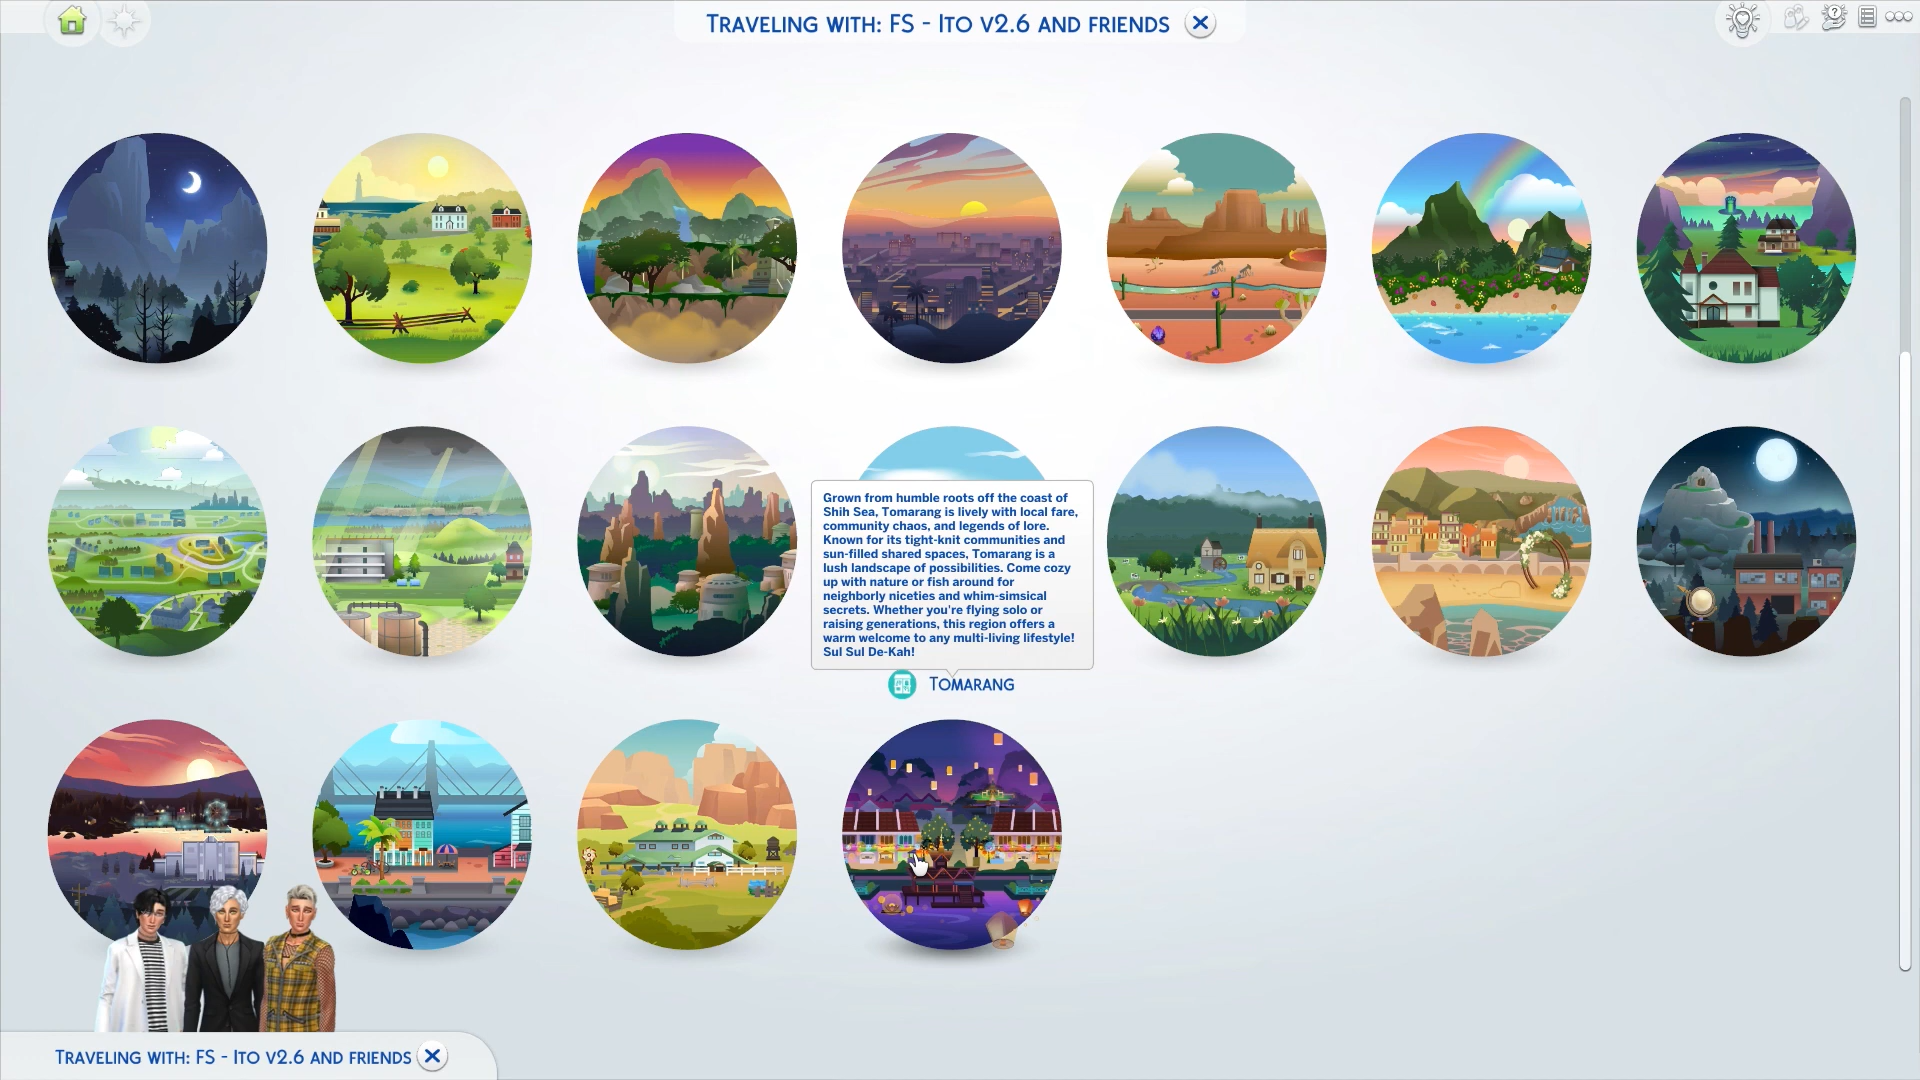 Traveling with: FS - Ito v2.6 and friends
Grown from humble roots off the coast of
Shih Sea, Tomarang is lively with local fare,
community chaos, and legends of lore.
Known for its tight-knit communities and
sun-filled shared spaces, Tomarang is a
lush landscape of possibilities. Come cozy
up with nature or fish around for
neighborly niceties and whim-simsical
secrets. Whether you're flying solo or
raising generations, this region offers a
warm welcome to any multi-living lifestyle!
Sul Sul De-Kah!
Tomarang
Traveling with: FS - Ito v2.6 and friends